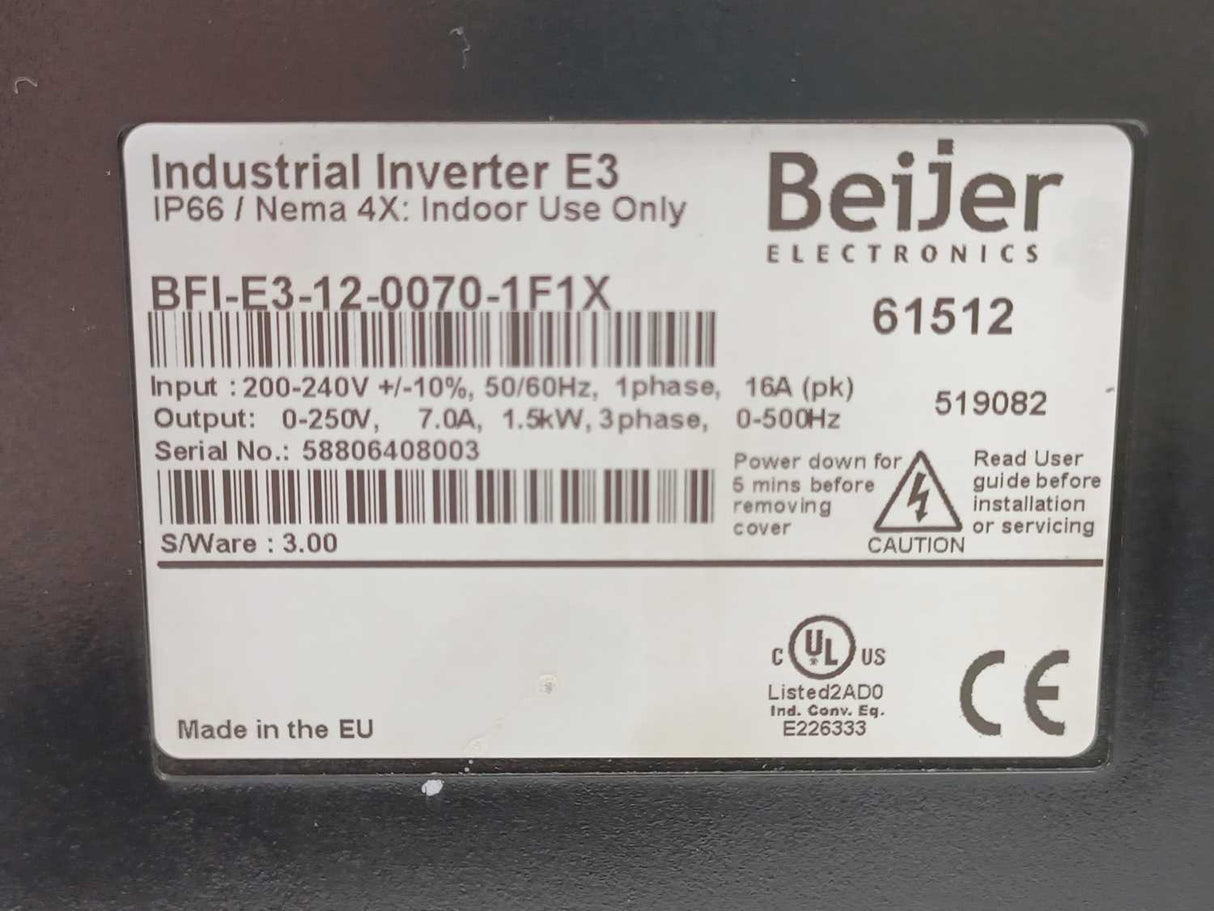 Industrial Inverter E3
IP66 / Nema 4X: Indoor Use Only
Beijer
ELECTRONICS
BFI-E3-12-0070-1F1X
61512
Input : 200-240V +/-10%, 50/60Hz, 1phase, 16A (pk)
Output: 0-250V, 7.0A, 1.5kW, 3phase, 0-500Hz
519082
Serial No.: 58806408003
Power down for
5 mins before
removing
cover
CAUTION
Read User
guide before
installation
or servicing
S/Ware : 3.00
C UL US
Listed2AD0
Ind. Conv. Eq.
E226333
CE
Made in the EU